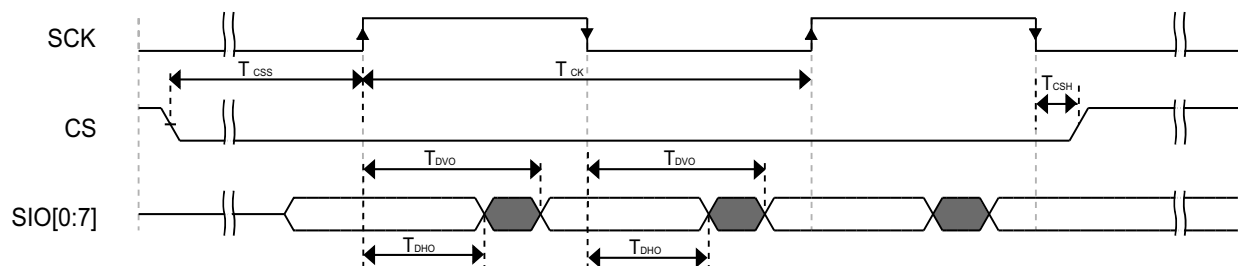 SCK
T CSS
T CK
T CSH
CS
T DVO
T DVO
SIO[0:7]
T DHO
T DHO